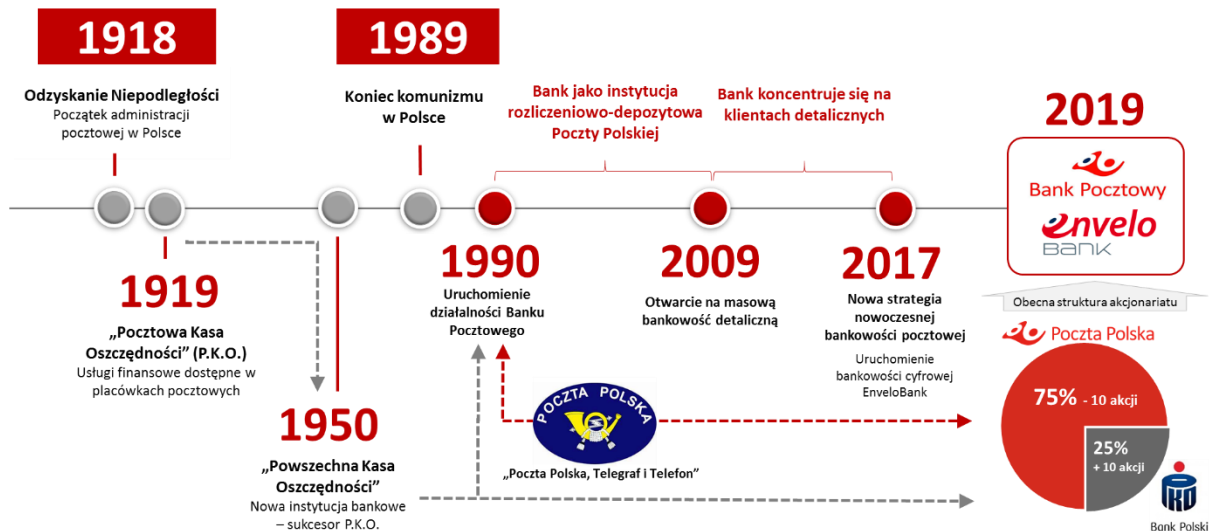 1918
Odzyskanie Niepodległości
Początek administracji
pocztowej w Polsce
1989
Koniec komunizmu
w Polsce
Bank jako instytucja
rozliczeniowo-depozytowa
Poczty Polskiej
Bank koncentruje się na
klientach detalicznych
2019
Bank Pocztowy
envelo
BANK
1919
„Pocztowa Kasa
Oszczędności” (P.K.O.)
Usługi finansowe dostępne w
placówkach pocztowych
1950
„Powszechna Kasa
Oszczędności”
Nowa instytucja bankowe
– sukcesor P.K.O.
1990
Uruchomienie
działalności Banku
Pocztowego
POCZTA POLSKA
„Poczta Polska, Telegraf i Telefon”
2009
Otwarcie na masową
bankowość detaliczną
2017
Nowa strategia
nowoczesnej
bankowości pocztowej
Uruchomienie
bankowości cyfrowej
EnveloBank
Obecna struktura akcjonariatu
Poczta Polska
75% - 10 akcji
25%
+ 10 akcji
PKO
Bank Polski